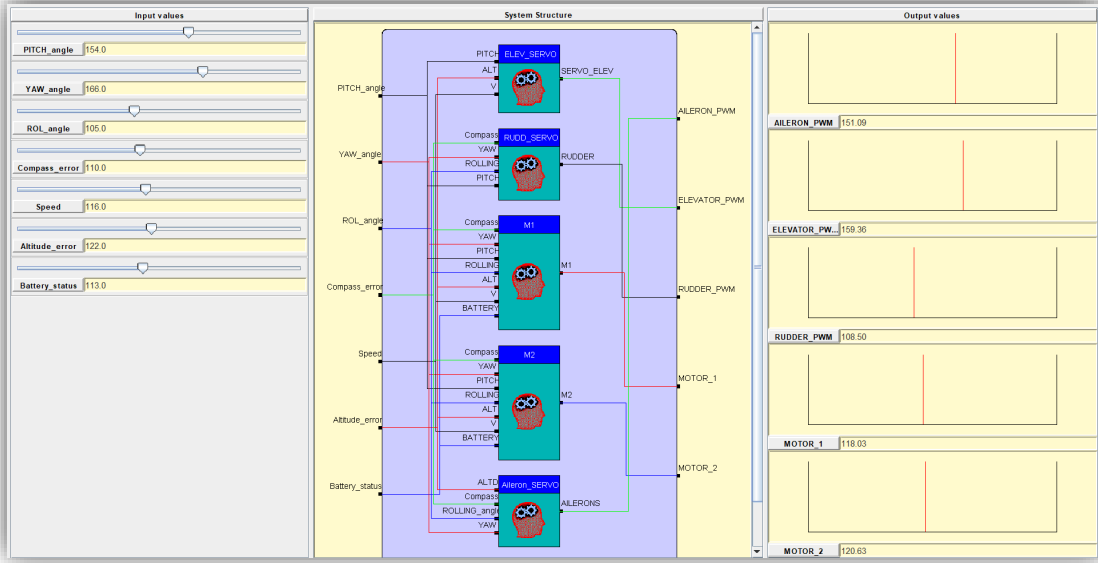 Input values
PITCH_angle 154.0
YAW_angle 166.0
ROL_angle 105.0
Compass_error 110.0
Speed 116.0
Altitude_error 122.0
Battery_status 113.0
System Structure
PITCH_angle
YAW_angle
ROL_angle
Compass_error
Speed
Altitude_error
Battery_status
ELEV_SERVO
PITCH
ALT
V
SERVO_ELEV
RUDD_SERVO
Compass
YAW
ROLLING
PITCH
RUDDER
M1
Compass
YAW
PITCH
ROLLING
ALT
V
BATTERY
M1
M2
Compass
YAW
PITCH
ROLLING
ALT
V
BATTERY
M2
Aileron_SERVO
ALTD
Compass
ROLLING_angle
YAW
AILERONS
AILERON_PWM
ELEVATOR_PWM
RUDDER_PWM
MOTOR_1
MOTOR_2
Output values
AILERON_PWM 151.09
ELEVATOR_PW... 159.36
RUDDER_PWM 108.50
MOTOR_1 118.03
MOTOR_2 120.63